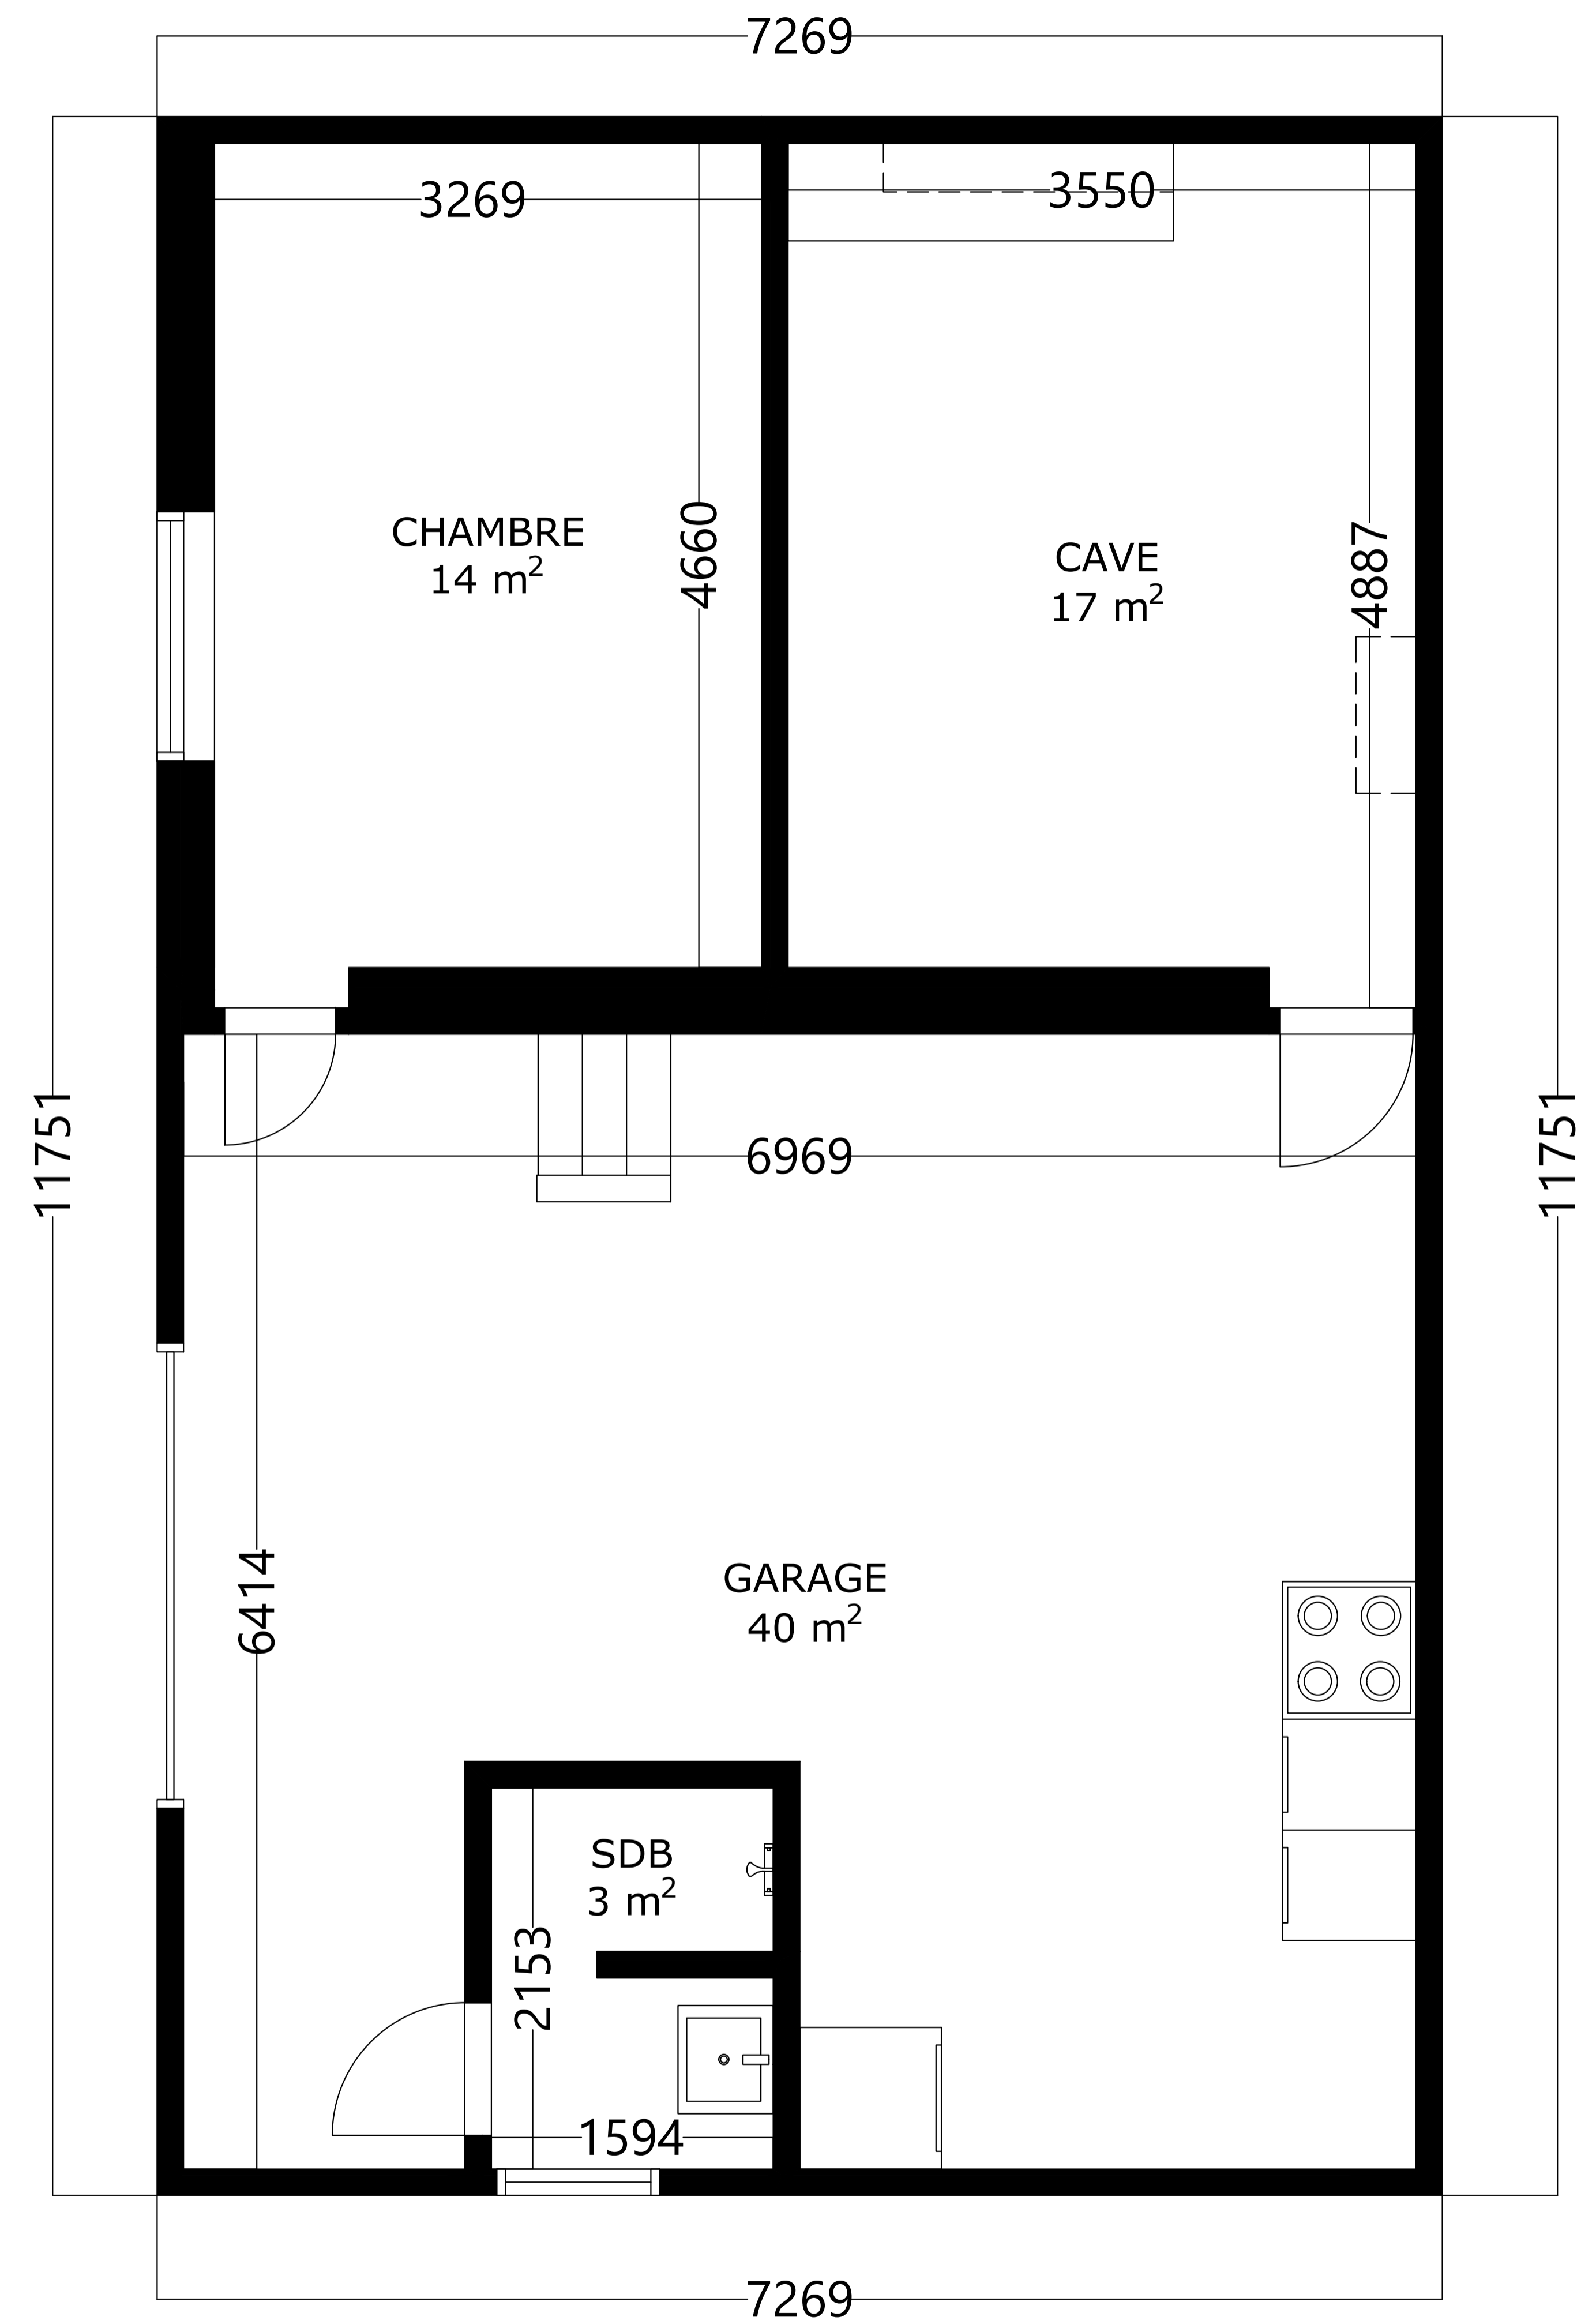 7269
3269
3550
CHAMBRE
14 m²
4660
CAVE
17 m²
4887
11751
6969
11751
6414
GARAGE
40 m²
SDB
3 m²
2153
1594
7269